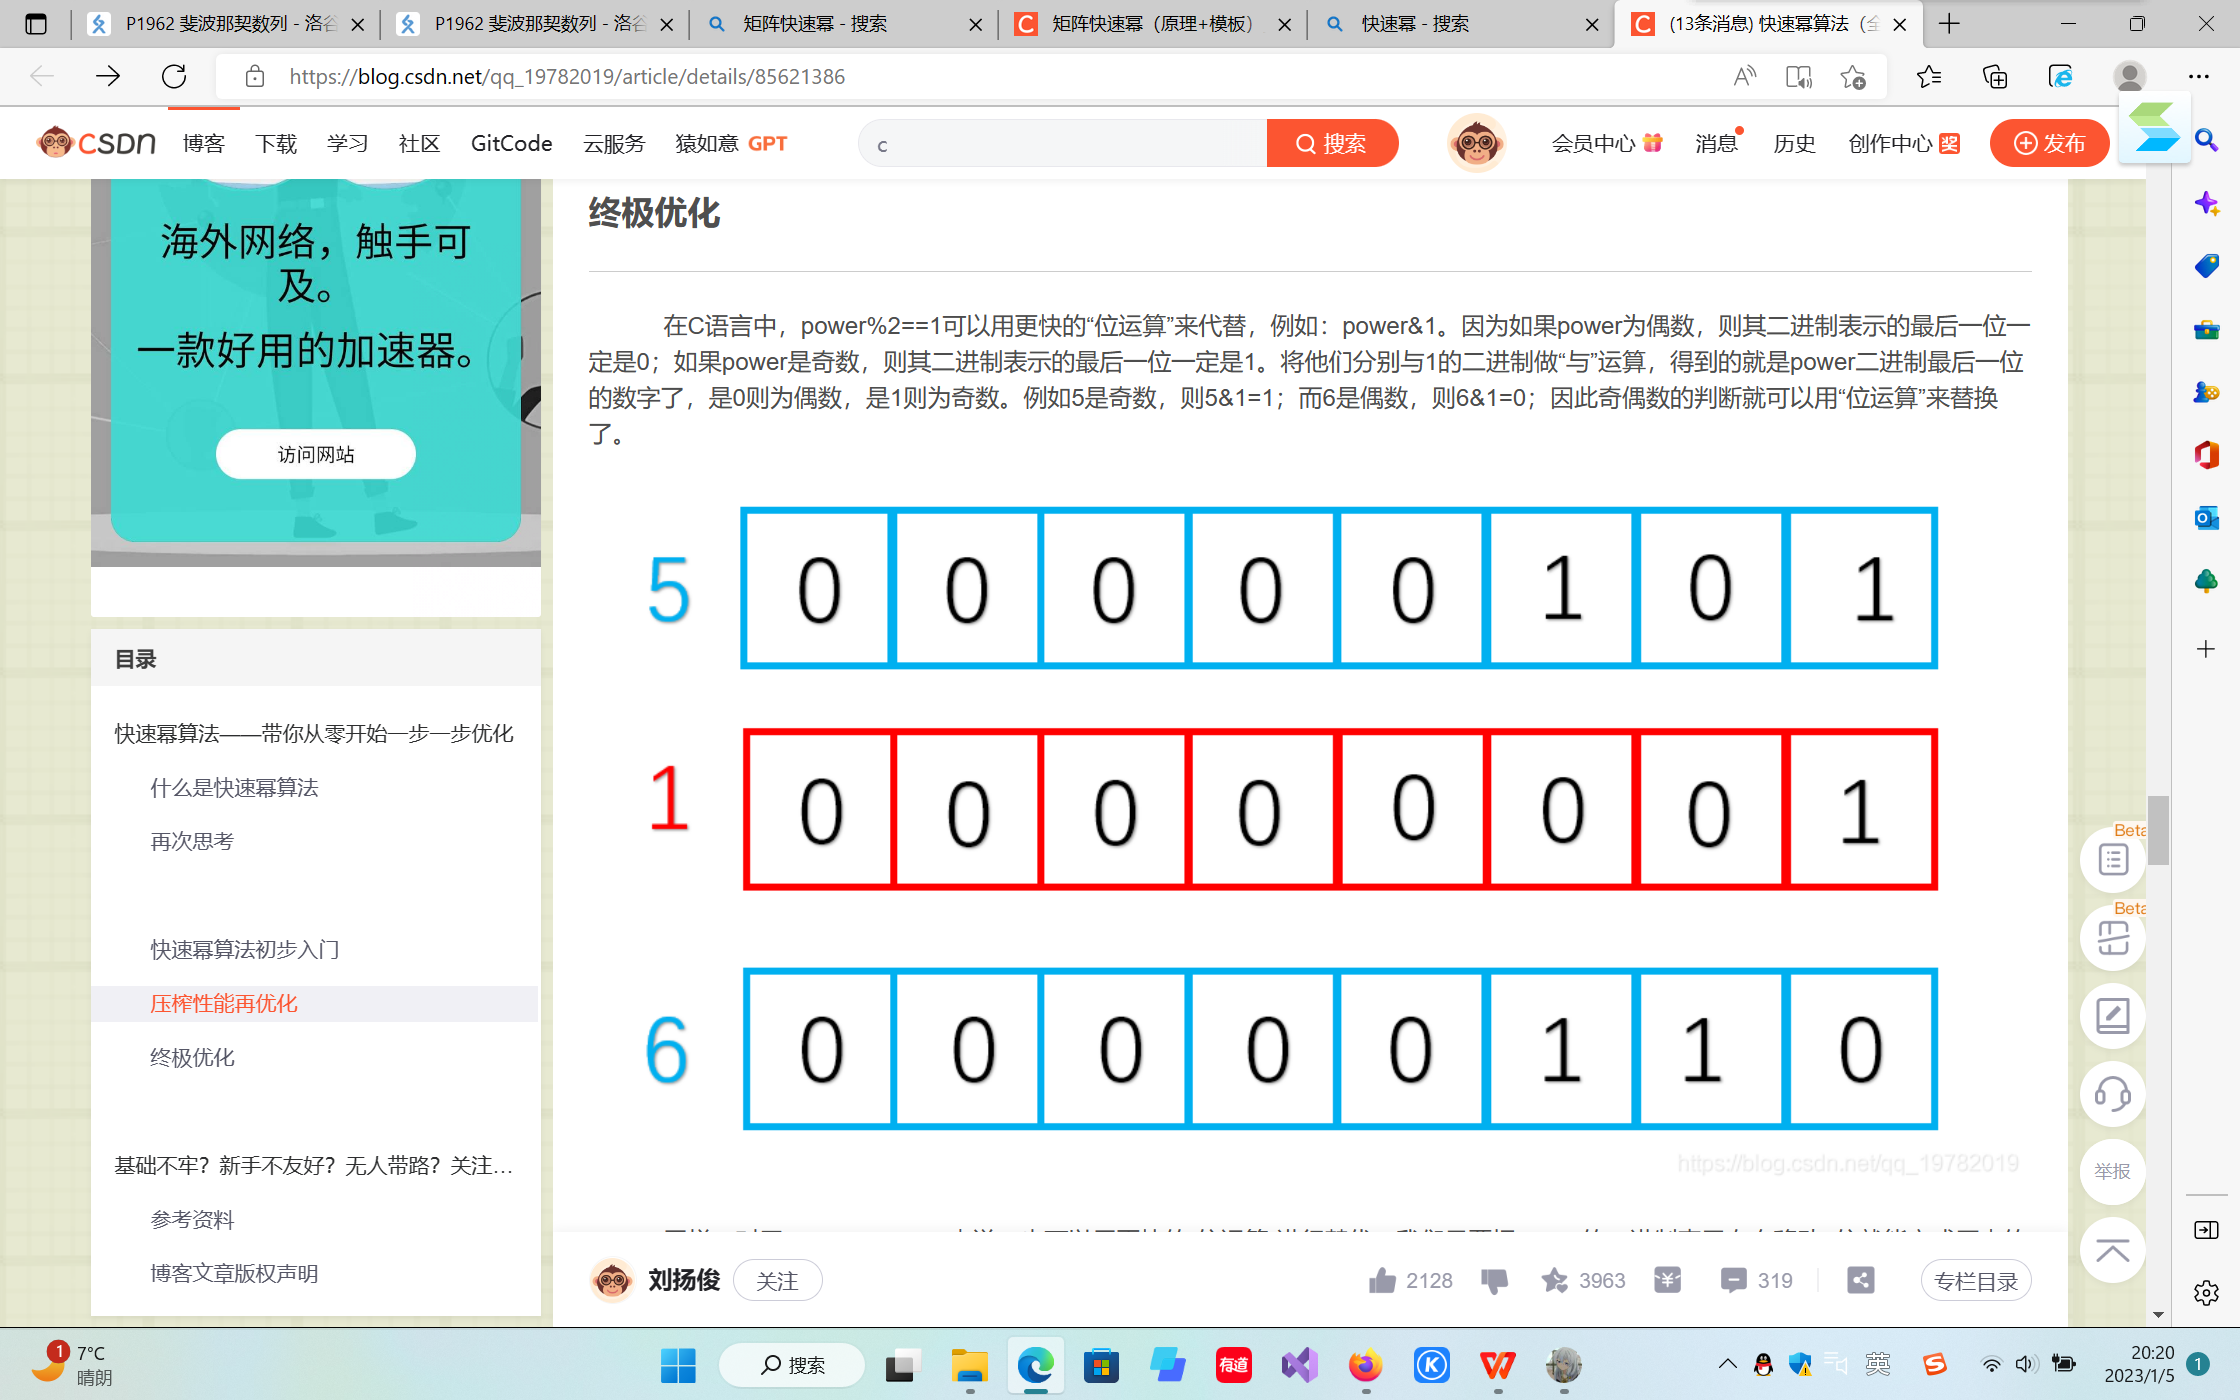 P1962 斐波那契数列 - 洛谷
P1962 斐波那契数列 - 洛谷
矩阵快速幂 - 搜索
矩阵快速幂（原理+模板）
快速幂 - 搜索
(13条消息) 快速幂算法（全
https://blog.csdn.net/qq_19782019/article/details/85621386
CSDN
博客
下载
学习
社区
GitCode
云服务
猿如意 GPT
c
搜索
会员中心
消息
历史
创作中心 奖
发布
海外网络，触手可
及。
一款好用的加速器。
访问网站
目录
快速幂算法——带你从零开始一步一步优化
什么是快速幂算法
再次思考
快速幂算法初步入门
压榨性能再优化
终极优化
基础不牢？新手不友好？无人带路？关注...
参考资料
博客文章版权声明
终极优化
在C语言中，power%2==1可以用更快的“位运算”来代替，例如：power&1。因为如果power为偶数，则其二进制表示的最后一位一
定是0；如果power是奇数，则其二进制表示的最后一位一定是1。将他们分别与1的二进制做“与”运算，得到的就是power二进制最后一位
的数字了，是0则为偶数，是1则为奇数。例如5是奇数，则5&1=1；而6是偶数，则6&1=0；因此奇偶数的判断就可以用“位运算”来替换
了。
5 0 0 0 0 0 1 0 1
1 0 0 0 0 0 0 0 1
6 0 0 0 0 0 1 1 0
https://blog.csdn.net/qq_19782019
刘扬俊
关注
2128
3963
319
专栏目录
Beta
Beta
举报
1
7°C
晴朗
搜索
有道
英
20:20
2023/1/5
1